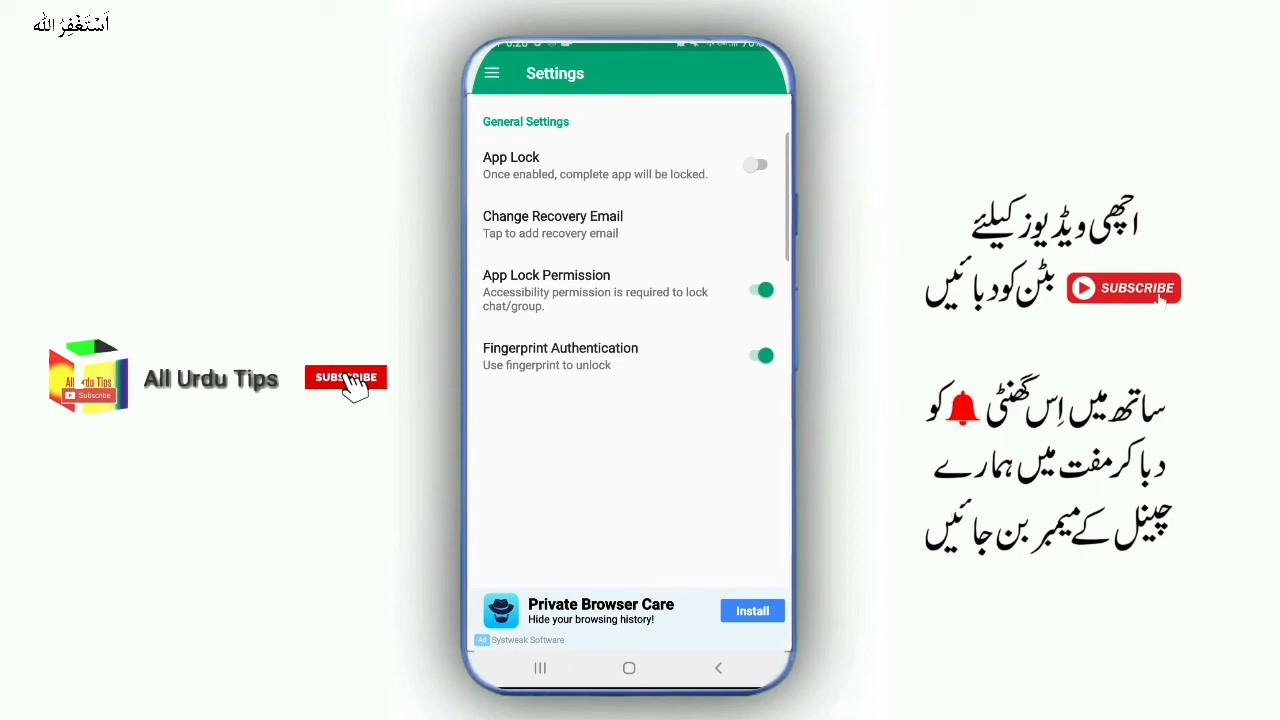 اَسْتَغْفِرُ اللّٰه
Settings
General Settings
App Lock
Once enabled, complete app will be locked.
Change Recovery Email
Tap to add recovery email
App Lock Permission
Accessibility permission is required to lock
chat/group.
Fingerprint Authentication
Use fingerprint to unlock
Private Browser Care
Hide your browsing history!
Install
Ad Systweak Software
Subscribe
All Urdu Tips
SUBSCRIBE
اچھی ویڈیوز کیلئے
بٹن کو دبائیں SUBSCRIBE
ساتھ میں اِس گھنٹی کو
دبا کر مفت میں ہمارے
چینل کے میمبر بن جائیں